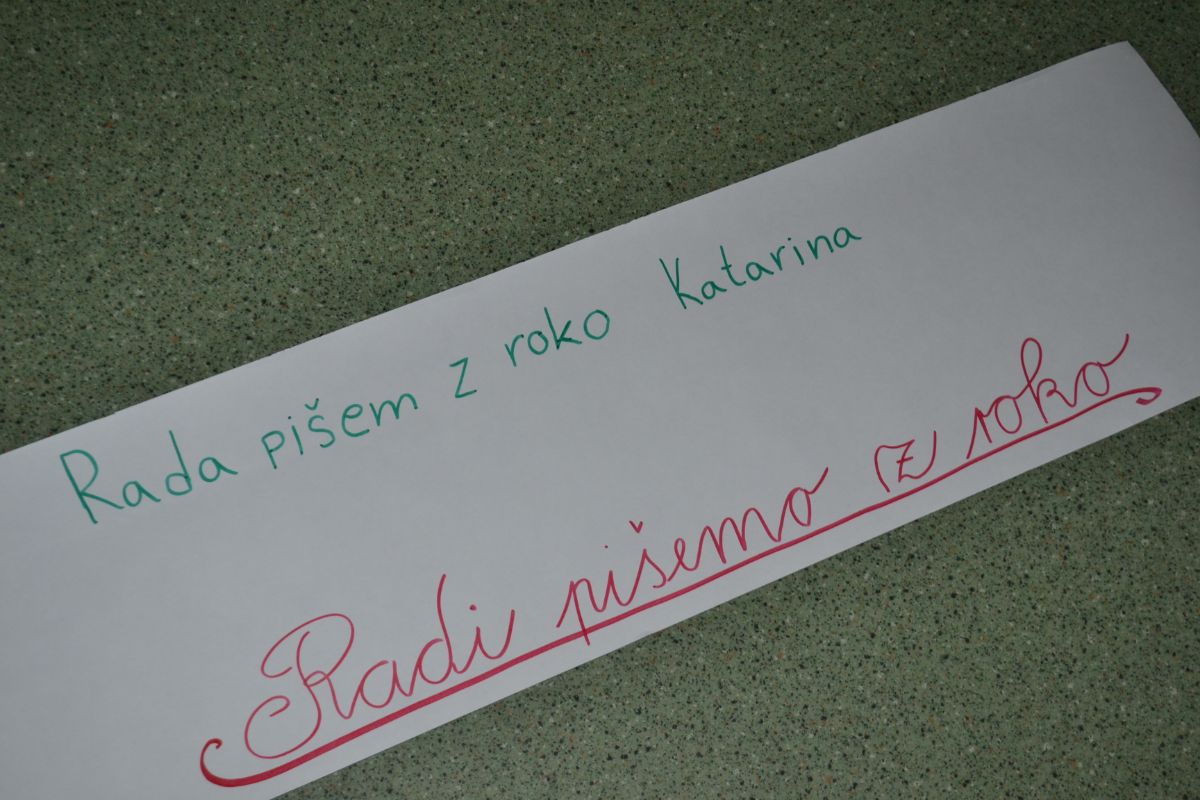 Rada pišem z roko Katarina
Radi pišemo z roko